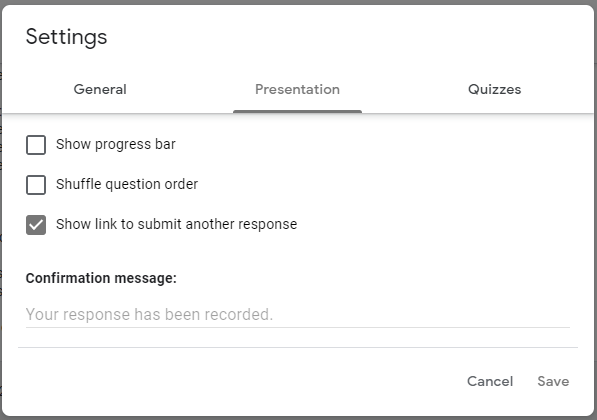 Settings
General Presentation Quizzes
Show progress bar
Shuffle question order
Show link to submit another response
Confirmation message:
Your response has been recorded.
Cancel Save